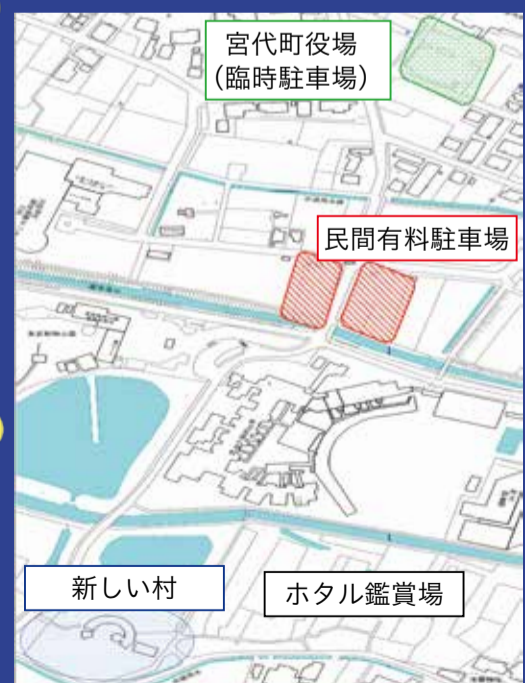 宮代町役場
（臨時駐車場）
民間有料駐車場
新しい村
ホタル鑑賞場